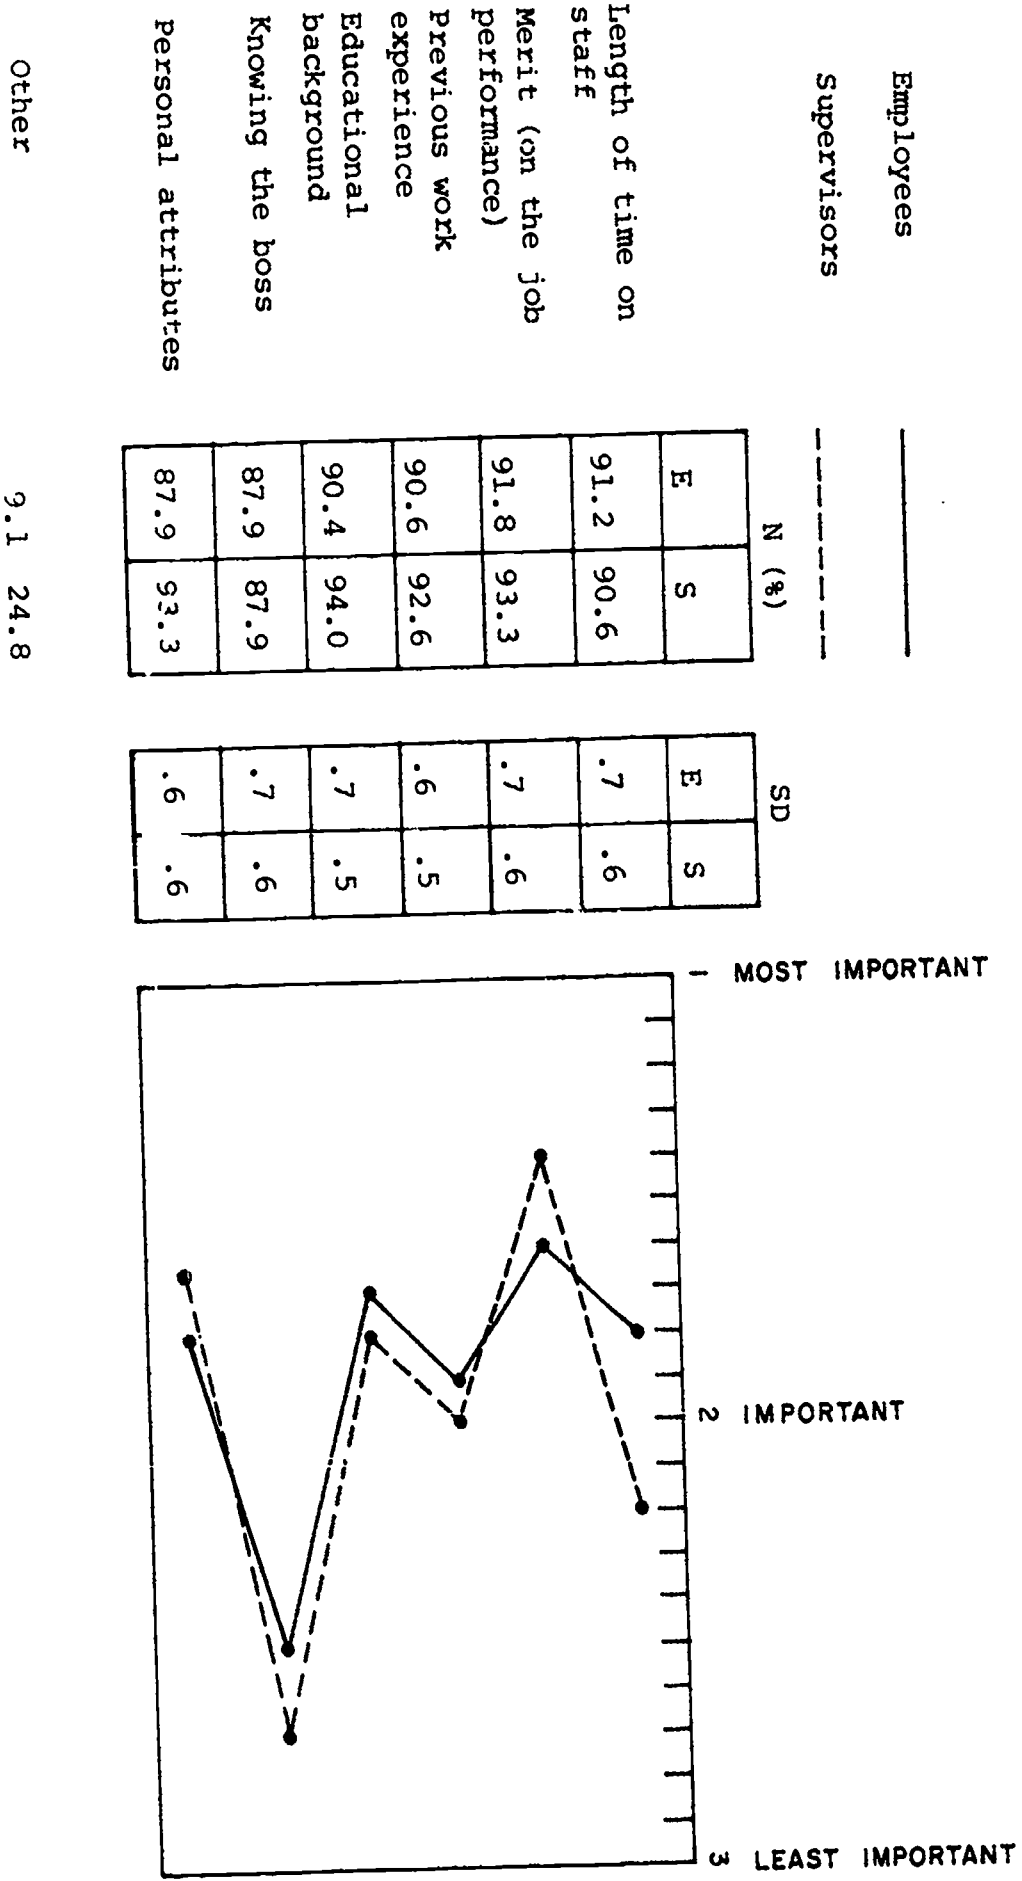 Employees
Supervisors
N (%)
SD
E S E S
1 MOST IMPORTANT
2 IMPORTANT
3 LEAST IMPORTANT
Length of time on
staff
91.2 90.6 .7 .6
Merit (on the job
performance)
91.8 93.3 .7 .6
Previous work
experience
90.6 92.6 .6 .5
Educational
background
90.4 94.0 .7 .5
Knowing the boss
87.9 87.9 .7 .6
Personal attributes
87.9 93.3 .6 .6
Other
9.1 24.8